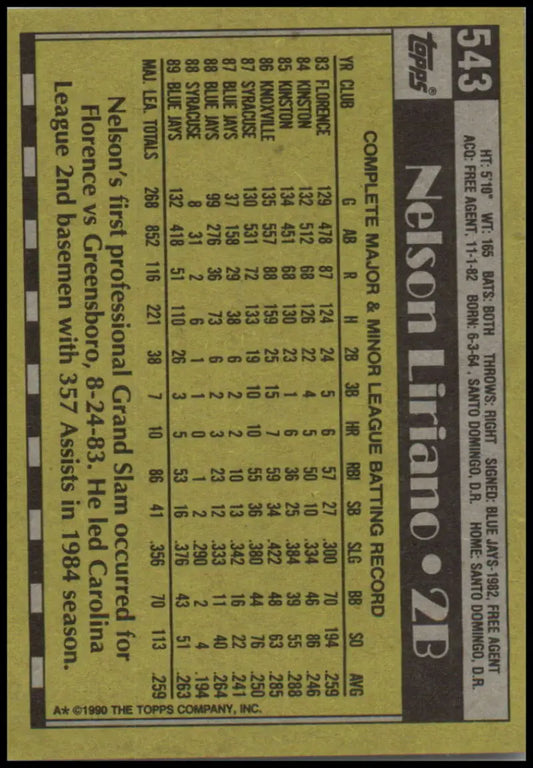 543
HT: 5'10" WT: 165 BATS: BOTH THROWS: RIGHT SIGNED: BLUE JAYS-1982, FREE AGENT
ACQ: FREE AGENT, 11-1-82 BORN: 6-3-64, SANTO DOMINGO, D.R. HOME: SANTO DOMINGO, D.R.
TOPPS®
Nelson Liriano • 2B
COMPLETE MAJOR & MINOR LEAGUE BATTING RECORD
YR CLUB G AB R H 2B 3B HR RBI SB SLG BB SO AVG
83 FLORENCE 129 478 87 124 24 5 6 57 27 .300 70 194 .259
84 KINSTON 132 512 68 126 22 4 5 50 10 .334 46 86 .246
85 KINSTON 134 451 68 130 23 1 6 36 25 .384 39 55 .288
86 KNOXVILLE 135 557 88 159 25 15 7 59 34 .422 48 63 .285
87 SYRACUSE 130 531 72 133 19 10 10 55 36 .380 44 76 .250
87 BLUE JAYS 37 158 29 38 6 2 2 10 13 .342 16 22 .241
88 BLUE JAYS 99 276 36 73 6 2 3 23 12 .333 11 40 .264
88 SYRACUSE 8 31 2 6 1 1 0 1 2 .290 2 4 .194
89 BLUE JAYS 132 418 51 110 26 3 5 53 16 .376 43 51 .263
MAJ. LEA. TOTALS 268 852 116 221 38 7 10 86 41 .356 70 113 .259
Nelson's first professional Grand Slam occurred for
Florence vs Greensboro, 8-24-83. He led Carolina
League 2nd basemen with 357 Assists in 1984 season.
A* ©1990 THE TOPPS COMPANY, INC.